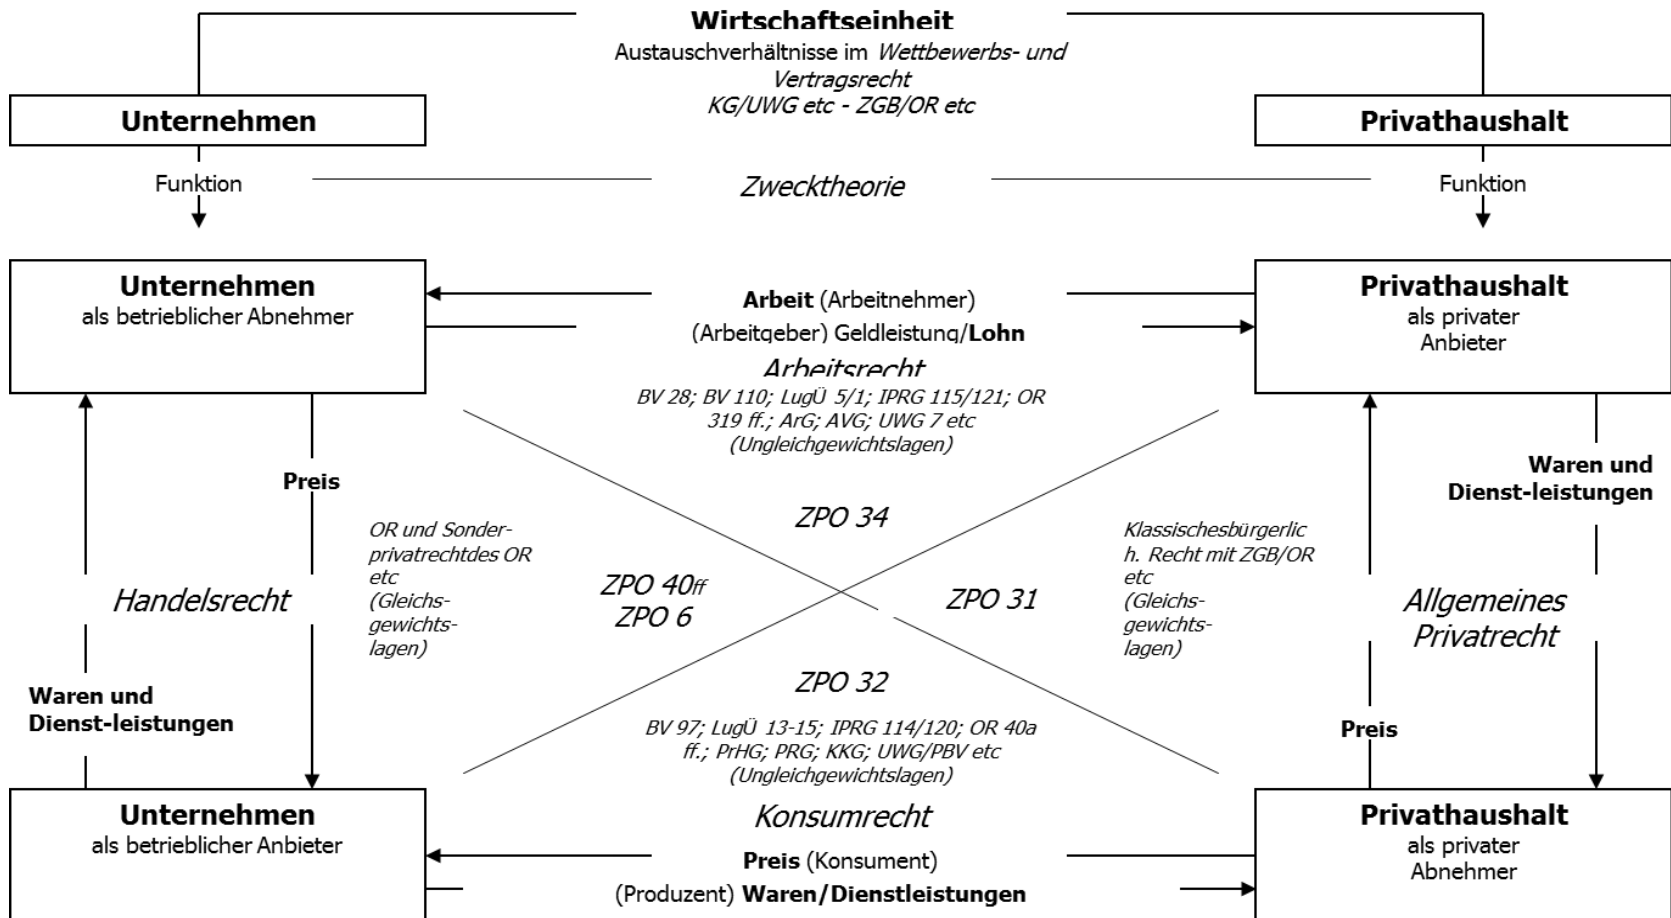 Wirtschaftseinheit
Austauschverhältnisse im Wettbewerbs- und
Vertragsrecht
KG/UWG etc - ZGB/OR etc
Unternehmen
Privathaushalt
Funktion
Zwecktheorie
Funktion
Unternehmen
als betrieblicher Abnehmer
Arbeit (Arbeitnehmer)
(Arbeitgeber) Geldleistung/Lohn
Arbeitsrecht
BV 28; BV 110; LugÜ 5/1; IPRG 115/121; OR
319 ff.; ArG; AVG; UWG 7 etc
(Ungleichgewichtslagen)
Privathaushalt
als privater
Anbieter
Preis
Waren und
Dienst-leistungen
ZPO 34
OR und Sonder-
privatrechtdes OR
etc
(Gleichs-
gewichts-
lagen)
Handelsrecht
ZPO 40ff
ZPO 6
ZPO 31
Klassischesbürgerlic
h. Recht mit ZGB/OR
etc
(Gleichs-
gewichts-
lagen)
Allgemeines
Privatrecht
Waren und
Dienst-leistungen
ZPO 32
BV 97; LugÜ 13-15; IPRG 114/120; OR 40a
ff.; PrHG; PRG; KKG; UWG/PBV etc
(Ungleichgewichtslagen)
Preis
Unternehmen
als betrieblicher Anbieter
Konsumrecht
Preis (Konsument)
(Produzent) Waren/Dienstleistungen
Privathaushalt
als privater
Abnehmer